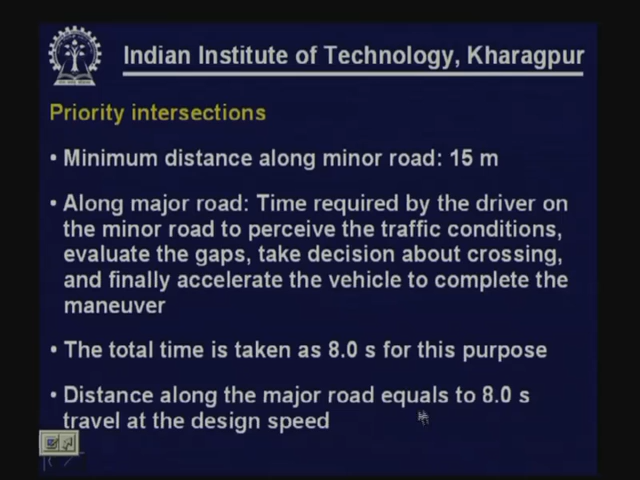 Indian Institute of Technology, Kharagpur
Priority intersections
• Minimum distance along minor road: 15 m
• Along major road: Time required by the driver on
the minor road to perceive the traffic conditions,
evaluate the gaps, take decision about crossing,
and finally accelerate the vehicle to complete the
maneuver
• The total time is taken as 8.0 s for this purpose
• Distance along the major road equals to 8.0 s
travel at the design speed